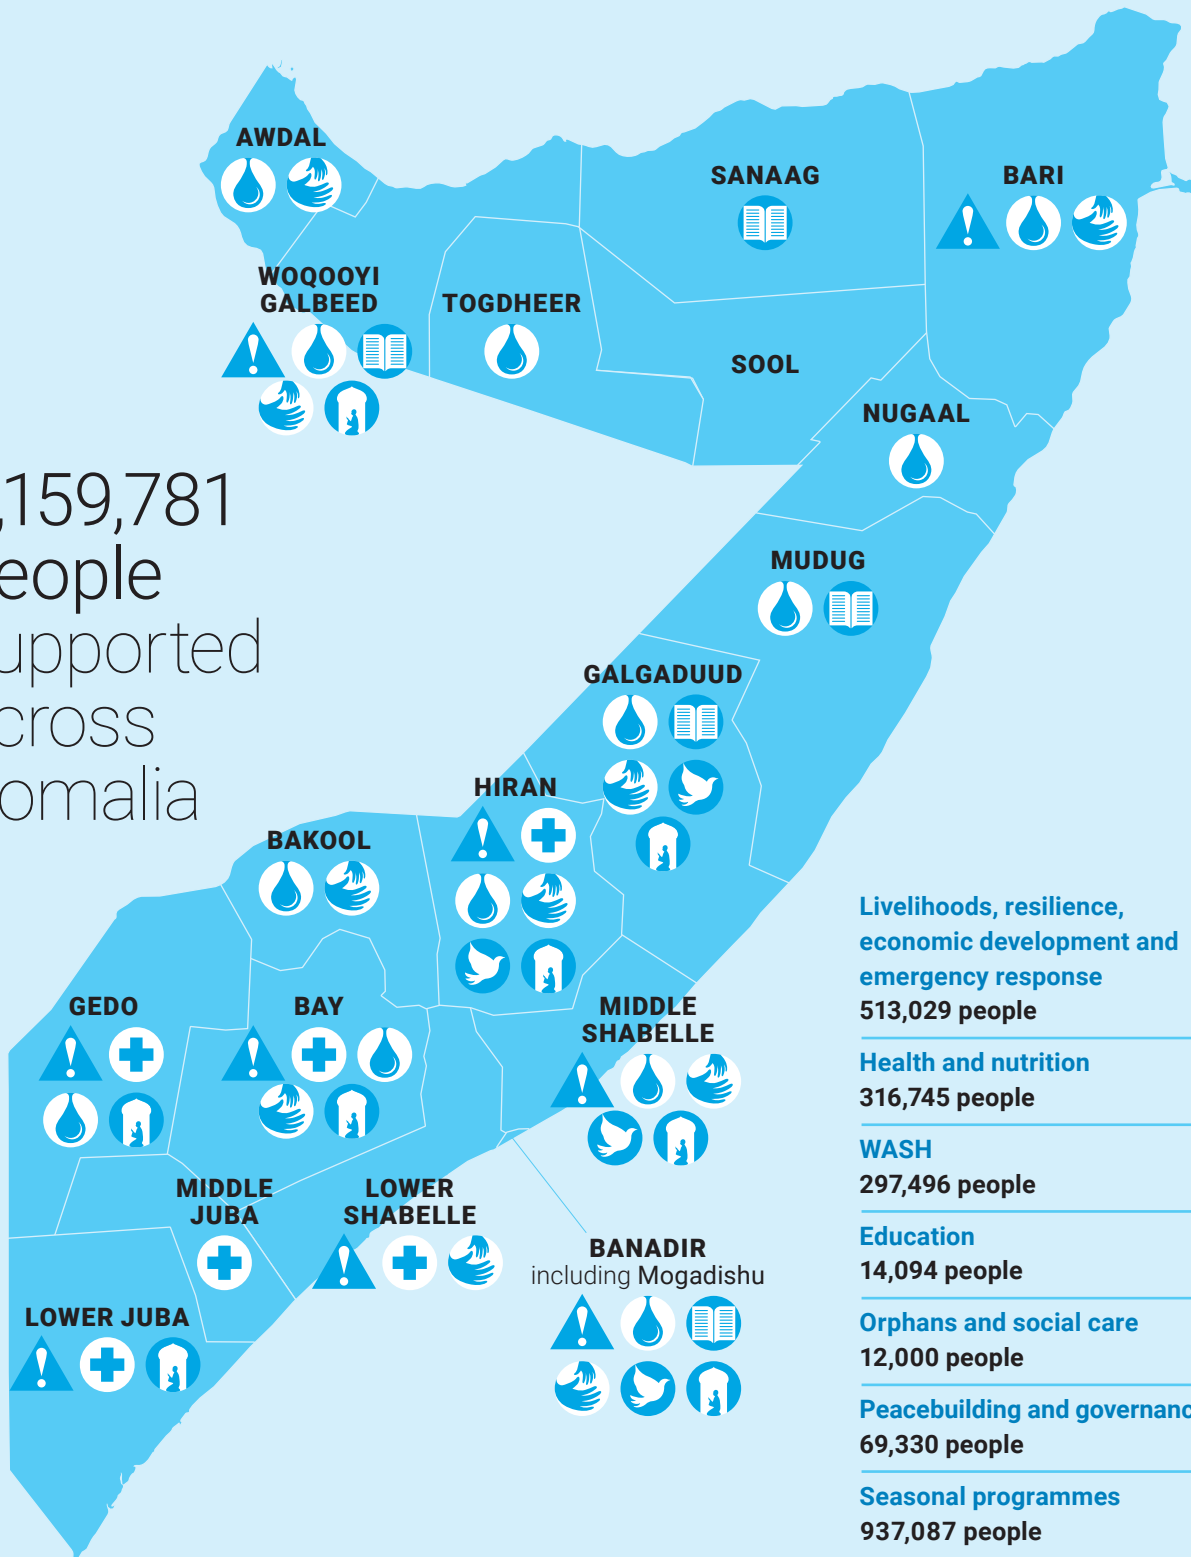 AWDAL
SANAAG
BARI
WOQOOYI
GALBEED
TOGDHEER
SOOL
NUGAAL
,159,781
eople
upported
cross
omalia
MUDUG
GALGADUUD
HIRAN
BAKOOL
GEDO
BAY
MIDDLE
SHABELLE
MIDDLE
JUBA
LOWER
SHABELLE
BANADIR
including Mogadishu
LOWER JUBA
Livelihoods, resilience,
economic development and
emergency response
513,029 people
Health and nutrition
316,745 people
WASH
297,496 people
Education
14,094 people
Orphans and social care
12,000 people
Peacebuilding and governanc
69,330 people
Seasonal programmes
937,087 people